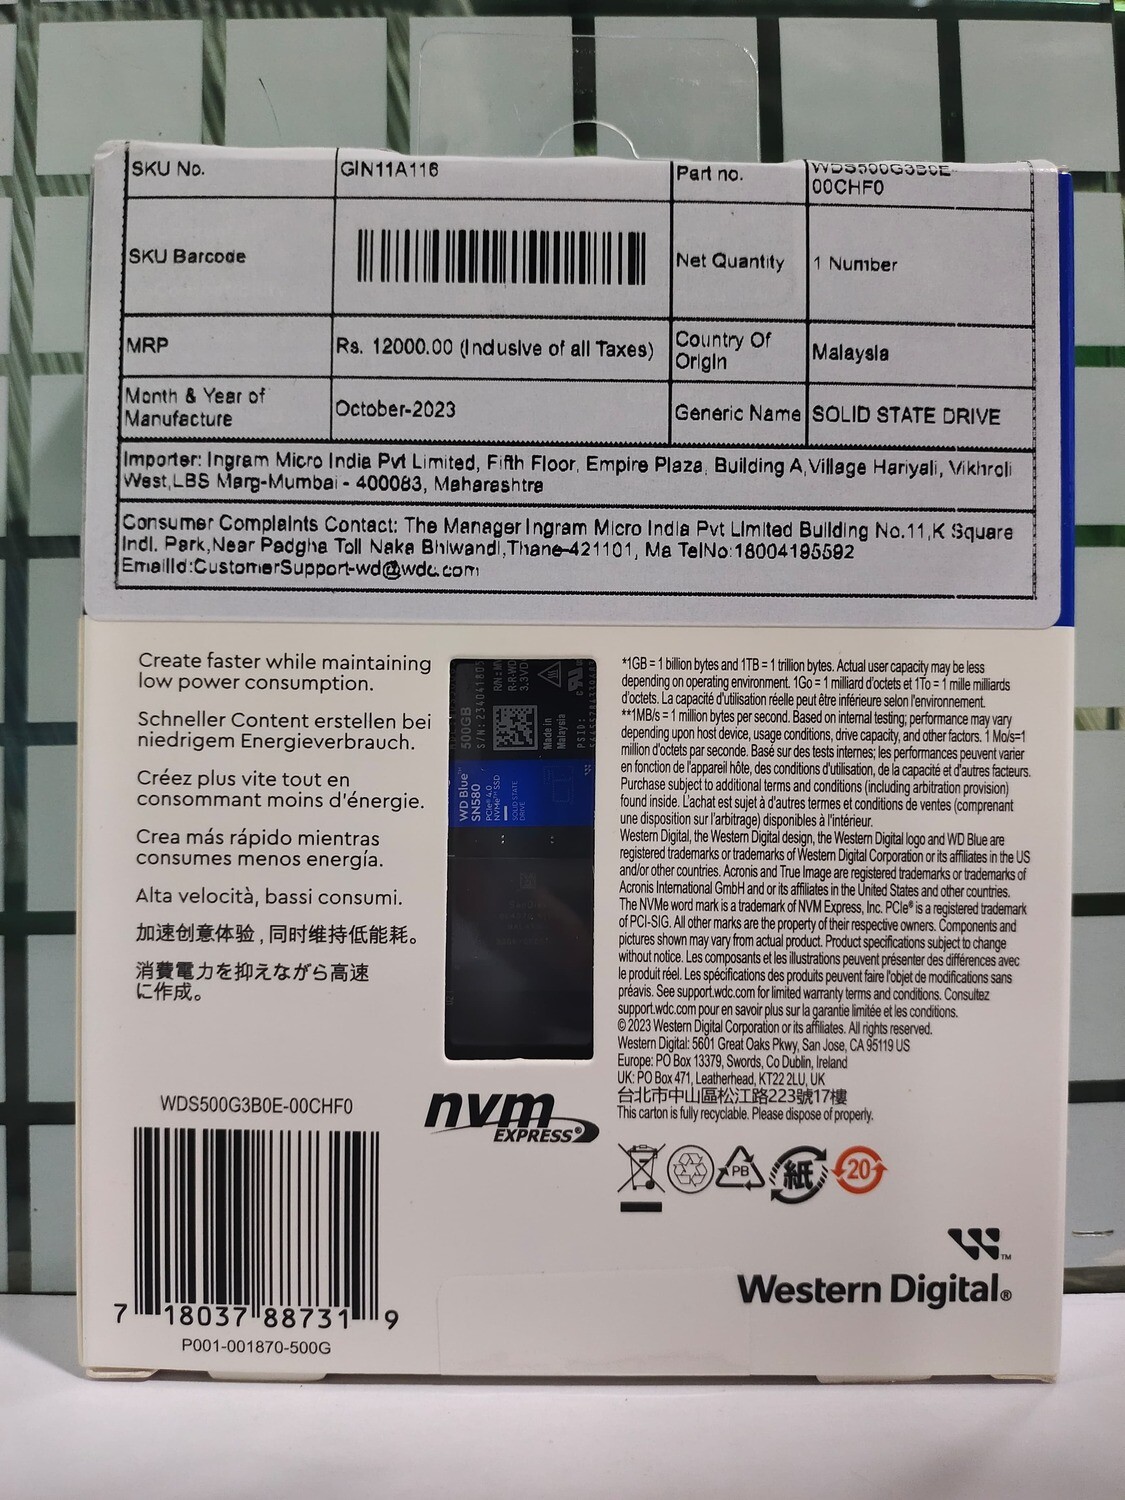 SKU No.
GIN11A116
Part no.
WDS500G3B0E-
00CHF0
SKU Barcode
Net Quantity
1 Number
MRP
Rs. 12000.00 (Inclusive of all Taxes)
Country Of
Origin
Malaysia
Month & Year of
Manufacture
October-2023
Generic Name
SOLID STATE DRIVE
Importer: Ingram Micro India Pvt Limited, Fifth Floor, Empire Plaza, Building A,Village Hariyali, Vikhroli
West,LBS Marg-Mumbai - 400083, Maharashtra
Consumer Complaints Contact: The Manager Ingram Micro India Pvt Limited Building No.11,K Square
Indl. Park,Near Padgha Toll Naka Bhiwandi,Thane-421101, Ma TelNo:18004195592
EmailId:CustomerSupport-wd@wdc.com
Create faster while maintaining
low power consumption.
Schneller Content erstellen bei
niedrigem Energieverbrauch.
Créez plus vite tout en
consommant moins d'énergie.
Crea más rápido mientras
consumes menos energía.
Alta velocità, bassi consumi.
加速创意体验，同时维持低能耗。
消費電力を抑えながら高速
に作成。
500GB
Made in
Malaysia
PSID:
WD Blue™
SN580
PCIe® 4.0
NVMe™ SSD
SOLID STATE
DRIVE
*1GB = 1 billion bytes and 1TB = 1 trillion bytes. Actual user capacity may be less
depending on operating environment. 1Go = 1 milliard d'octets et 1To = 1 mille milliards
d'octets. La capacité d'utilisation réelle peut être inférieure selon l'environnement.
**1MB/s = 1 million bytes per second. Based on internal testing; performance may vary
depending upon host device, usage conditions, drive capacity, and other factors. 1 Mo/s=1
million d'octets par seconde. Basé sur des tests internes; les performances peuvent varier
en fonction de l'appareil hôte, des conditions d'utilisation, de la capacité et d'autres facteurs.
Purchase subject to additional terms and conditions (including arbitration provision)
found inside. L'achat est sujet à d'autres termes et conditions de ventes (comprenant
une disposition sur l'arbitrage) disponibles à l'intérieur.
Western Digital, the Western Digital design, the Western Digital logo and WD Blue are
registered trademarks or trademarks of Western Digital Corporation or its affiliates in the US
and/or other countries. Acronis and True Image are registered trademarks or trademarks of
Acronis International GmbH and or its affiliates in the United States and other countries.
The NVMe word mark is a trademark of NVM Express, Inc. PCIe® is a registered trademark
of PCI-SIG. All other marks are the property of their respective owners. Components and
pictures shown may vary from actual product. Product specifications subject to change
without notice. Les composants et les illustrations peuvent présenter des différences avec
le produit réel. Les spécifications des produits peuvent faire l'objet de modifications sans
préavis. See support.wdc.com for limited warranty terms and conditions. Consultez
support.wdc.com pour en savoir plus sur la garantie limitée et les conditions.
© 2023 Western Digital Corporation or its affiliates. All rights reserved.
Western Digital: 5601 Great Oaks Pkwy, San Jose, CA 95119 US
Europe: PO Box 13379, Swords, Co Dublin, Ireland
UK: PO Box 471, Leatherhead, KT22 2LU, UK
台北市中山區松江路223號17樓
This carton is fully recyclable. Please dispose of properly.
WDS500G3B0E-00CHF0
7 18037 88731 9
P001-001870-500G
nvm
EXPRESS®
PB
紙
20
Western Digital®